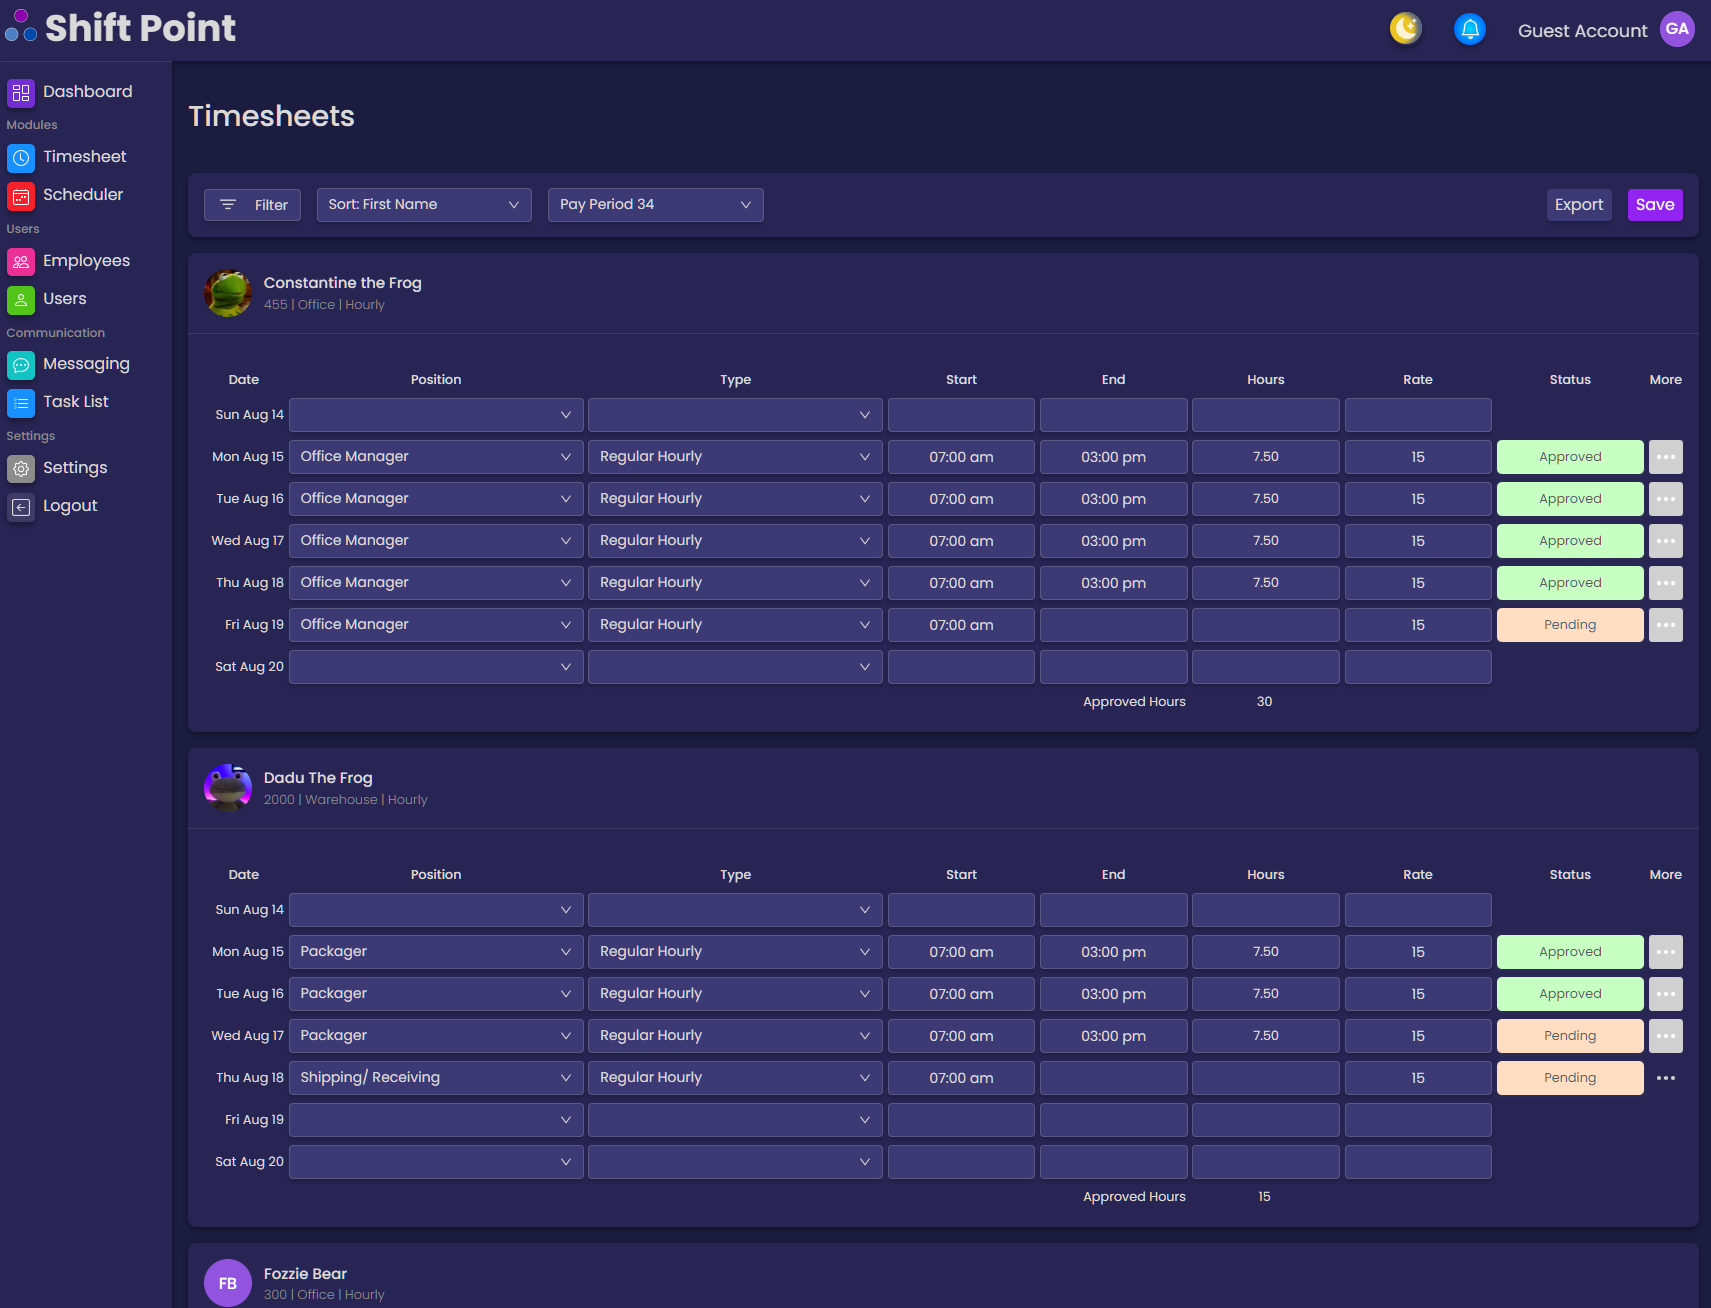 Shift Point
Guest Account GA
Dashboard
Modules
Timesheet
Scheduler
Users
Employees
Users
Communication
Messaging
Task List
Settings
Settings
Logout
Timesheets
Filter Sort: First Name Pay Period 34 Export Save
Constantine the Frog
455 | Office | Hourly
Date Position Type Start End Hours Rate Status More
Sun Aug 14
Mon Aug 15 Office Manager Regular Hourly 07:00 am 03:00 pm 7.50 15 Approved
Tue Aug 16 Office Manager Regular Hourly 07:00 am 03:00 pm 7.50 15 Approved
Wed Aug 17 Office Manager Regular Hourly 07:00 am 03:00 pm 7.50 15 Approved
Thu Aug 18 Office Manager Regular Hourly 07:00 am 03:00 pm 7.50 15 Approved
Fri Aug 19 Office Manager Regular Hourly 07:00 am 15 Pending
Sat Aug 20
Approved Hours 30
Dadu The Frog
2000 | Warehouse | Hourly
Date Position Type Start End Hours Rate Status More
Sun Aug 14
Mon Aug 15 Packager Regular Hourly 07:00 am 03:00 pm 7.50 15 Approved
Tue Aug 16 Packager Regular Hourly 07:00 am 03:00 pm 7.50 15 Approved
Wed Aug 17 Packager Regular Hourly 07:00 am 03:00 pm 7.50 15 Pending
Thu Aug 18 Shipping/ Receiving Regular Hourly 07:00 am 15 Pending
Fri Aug 19
Sat Aug 20
Approved Hours 15
FB Fozzie Bear
300 | Office | Hourly